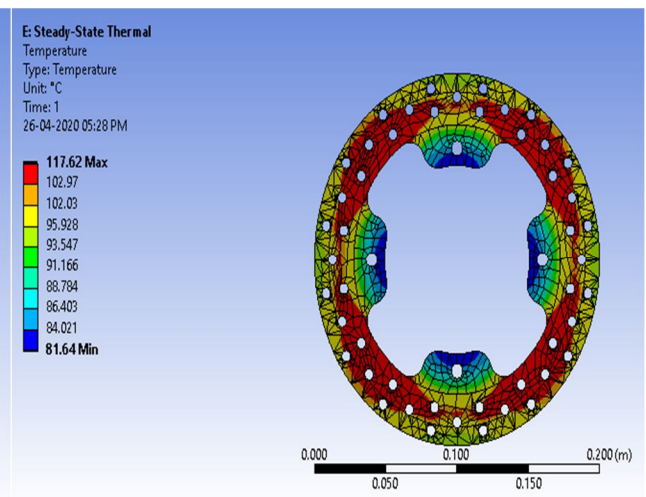 E: Steady-State Thermal
Temperature
Type: Temperature
Unit: °C
Time: 1
26-04-2020 05:28 PM
117.62 Max
102.97
102.03
95.928
93.547
91.166
88.784
86.403
84.021
81.64 Min
0.000 0.100 0.200 (m)
0.050 0.150